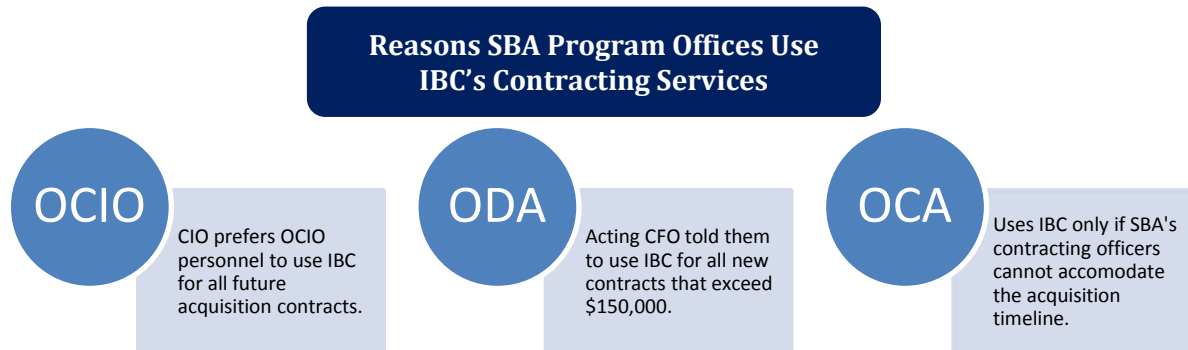 Reasons SBA Program Offices Use
IBC's Contracting Services
OCIO
CIO prefers OCIO
personnel to use IBC
for all future
acquisition contracts.
ODA
Acting CFO told them
to use IBC for all new
contracts that exceed
$150,000.
OCA
Uses IBC only if SBA's
contracting officers
cannot accomodate
the acquisition
timeline.